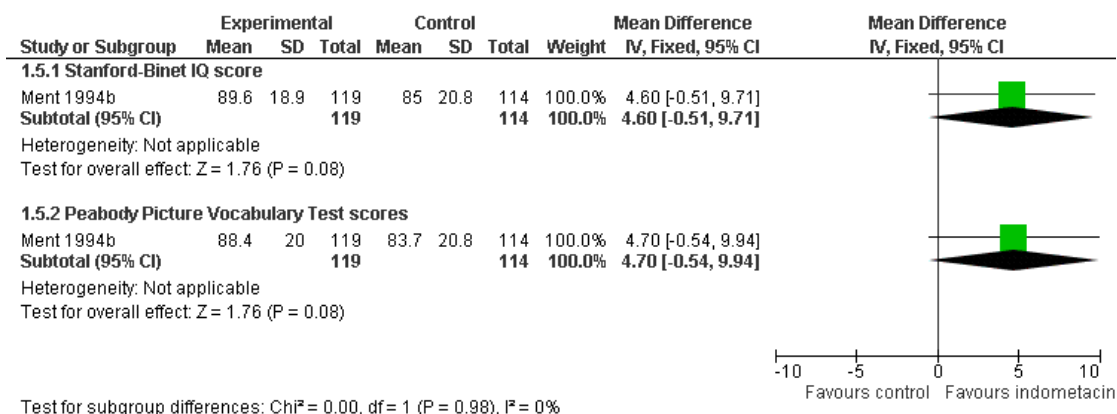 Experimental Control Mean Difference Mean Difference
Study or Subgroup Mean SD Total Mean SD Total Weight IV, Fixed, 95% CI IV, Fixed, 95% CI
1.5.1 Stanford-Binet IQ score
Ment 1994b 89.6 18.9 119 85 20.8 114 100.0% 4.60 [-0.51, 9.71]
Subtotal (95% CI) 119 114 100.0% 4.60 [-0.51, 9.71]
Heterogeneity: Not applicable
Test for overall effect: Z = 1.76 (P = 0.08)
1.5.2 Peabody Picture Vocabulary Test scores
Ment 1994b 88.4 20 119 83.7 20.8 114 100.0% 4.70 [-0.54, 9.94]
Subtotal (95% CI) 119 114 100.0% 4.70 [-0.54, 9.94]
Heterogeneity: Not applicable
Test for overall effect: Z = 1.76 (P = 0.08)
-10 -5 0 5 10
Favours control Favours indometacin
Test for subgroup differences: Chi² = 0.00, df = 1 (P = 0.98), I² = 0%